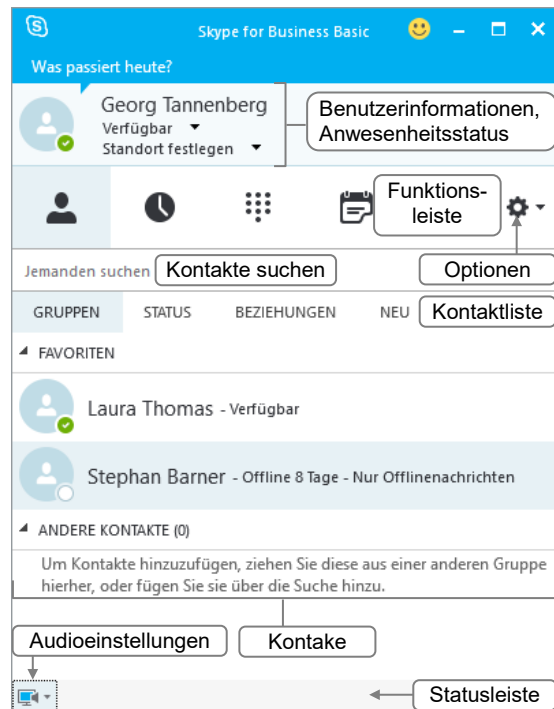 Skype for Business Basic
Was passiert heute?
Georg Tannenberg
Verfügbar
Standort festlegen
Benutzerinformationen,
Anwesenheitsstatus
Funktions-
leiste
Jemanden suchen
Kontakte suchen
Optionen
GRUPPEN STATUS BEZIEHUNGEN NEU
Kontaktliste
FAVORITEN
Laura Thomas - Verfügbar
Stephan Barner - Offline 8 Tage - Nur Offlinenachrichten
ANDERE KONTAKTE (0)
Um Kontakte hinzuzufügen, ziehen Sie diese aus einer anderen Gruppe
hierher, oder fügen Sie sie über die Suche hinzu.
Audioeinstellungen
Kontake
Statusleiste